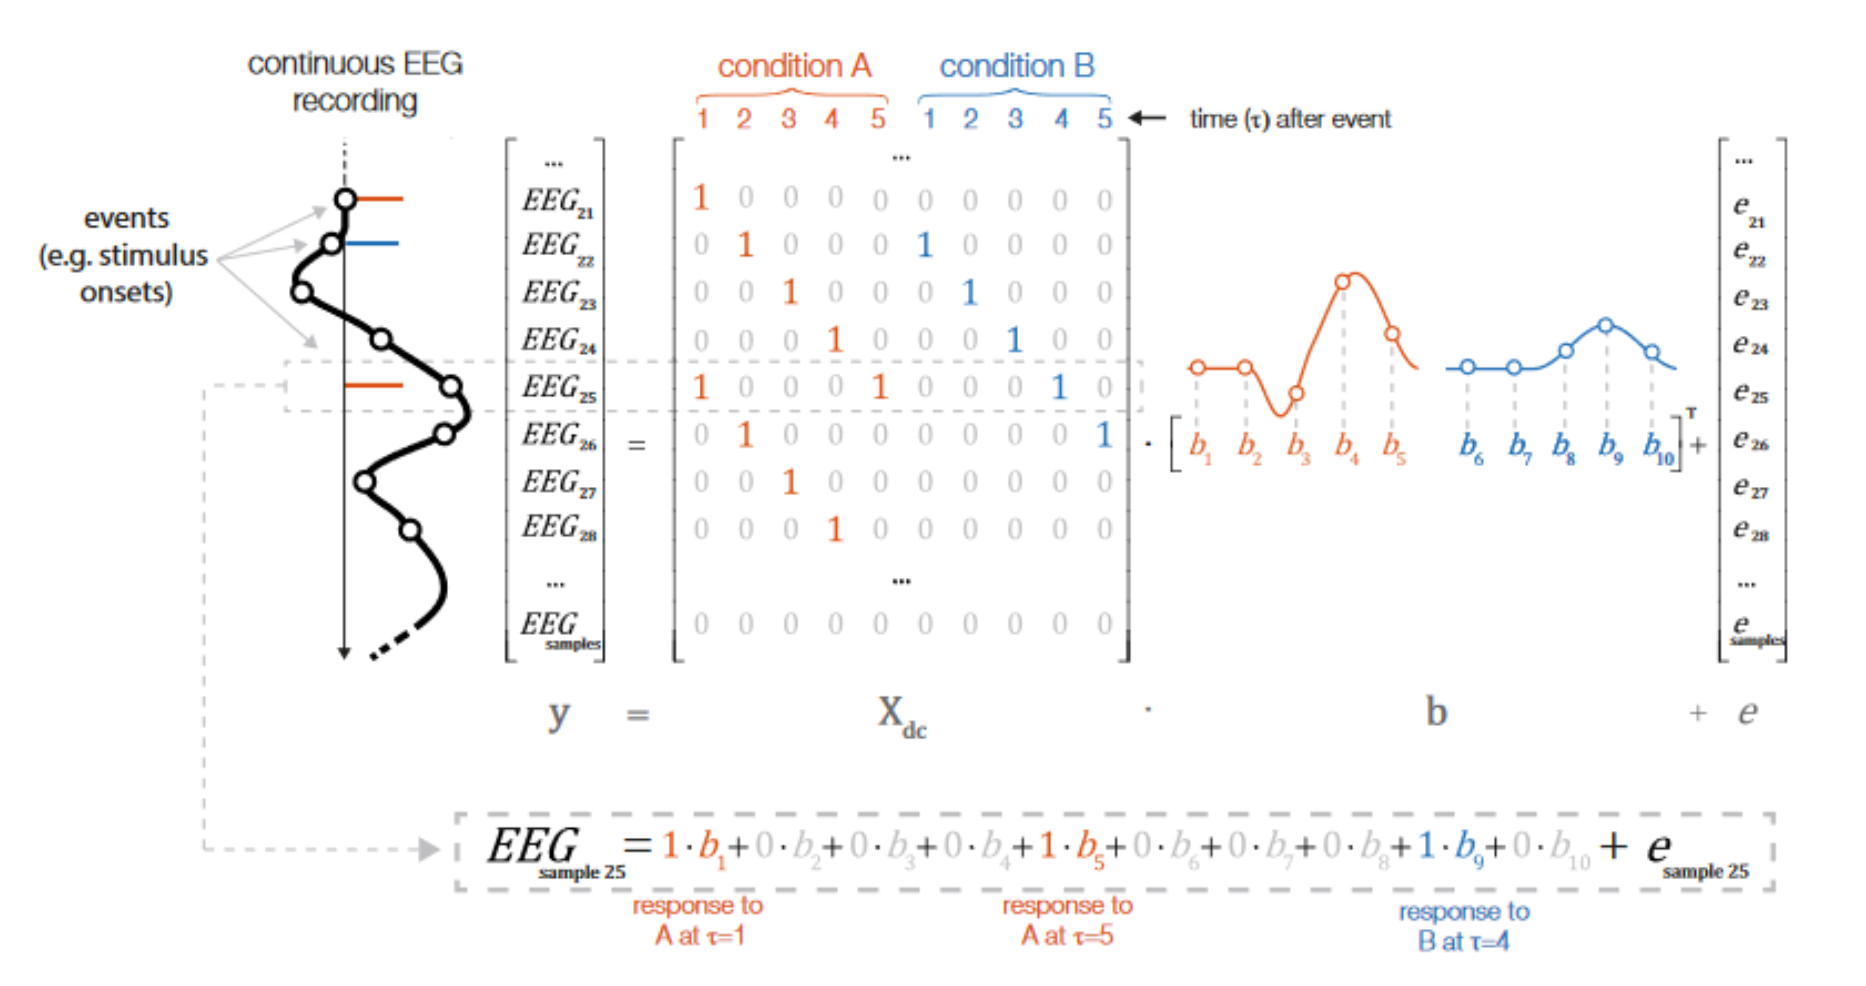 continuous EEG
recording
condition A condition B
1 2 3 4 5 1 2 3 4 5 time (τ) after event
events
(e.g. stimulus
onsets)
... ... ...
EEG21 1 0 0 0 0 0 0 0 0 0 e21
EEG22 0 1 0 0 0 1 0 0 0 0 e22
EEG23 0 0 1 0 0 0 1 0 0 0 e23
EEG24 0 0 0 1 0 0 0 1 0 0 e24
EEG25 1 0 0 0 1 0 0 0 1 0 e25
EEG26 = 0 1 0 0 0 0 0 0 0 1 · [b1 b2 b3 b4 b5 b6 b7 b8 b9 b10]T + e26
EEG27 0 0 1 0 0 0 0 0 0 0 e27
EEG28 0 0 0 1 0 0 0 0 0 0 e28
... ... ...
EEGsamples 0 0 0 0 0 0 0 0 0 0 esamples
y = Xdc · b + e
EEGsample 25 = 1·b1+0·b2+0·b3+0·b4+1·b5+0·b6+0·b7+0·b8+1·b9+0·b10 + esample 25
response to
A at τ=1
response to
A at τ=5
response to
B at τ=4